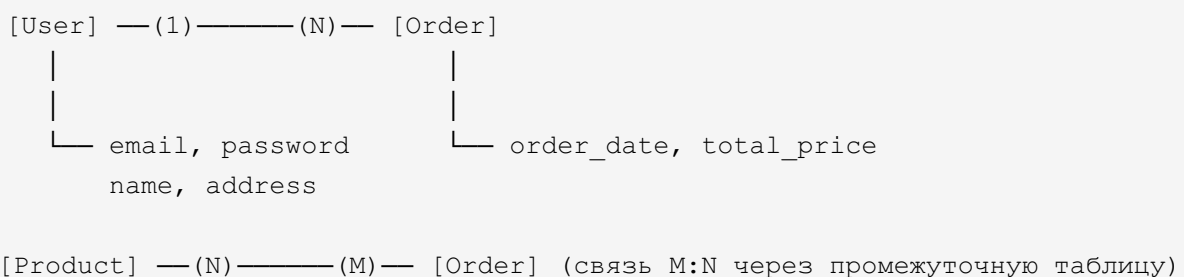 [User] ──(1)──────(N)── [Order]
│ │
│ │
└── email, password └── order_date, total_price
name, address
[Product] ──(N)──────(M)── [Order] (связь M:N через промежуточную таблицу)